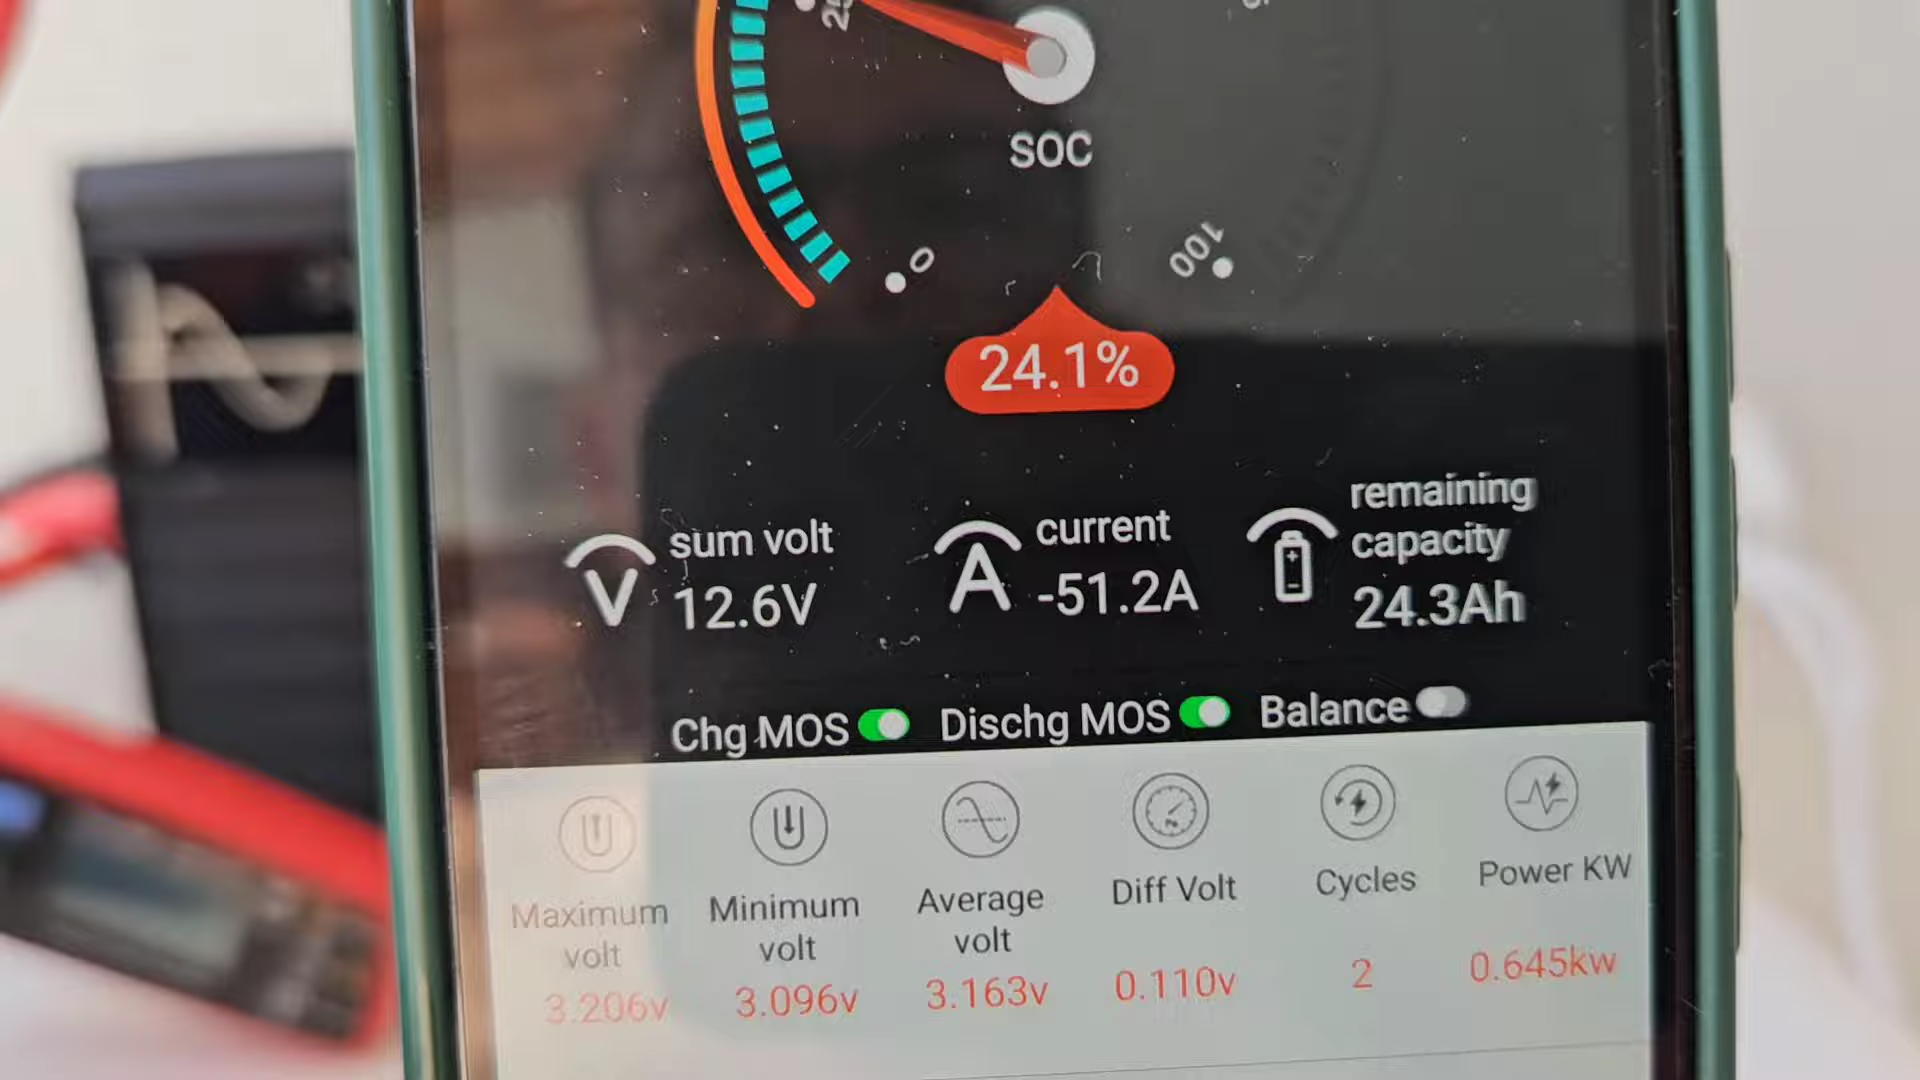 SOC
0
100
24.1%
sum volt
12.6V
current
-51.2A
remaining
capacity
24.3Ah
Chg MOS
Dischg MOS
Balance
Maximum
volt
3.206v
Minimum
volt
3.096v
Average
volt
3.163v
Diff Volt
0.110v
Cycles
2
Power KW
0.645kw